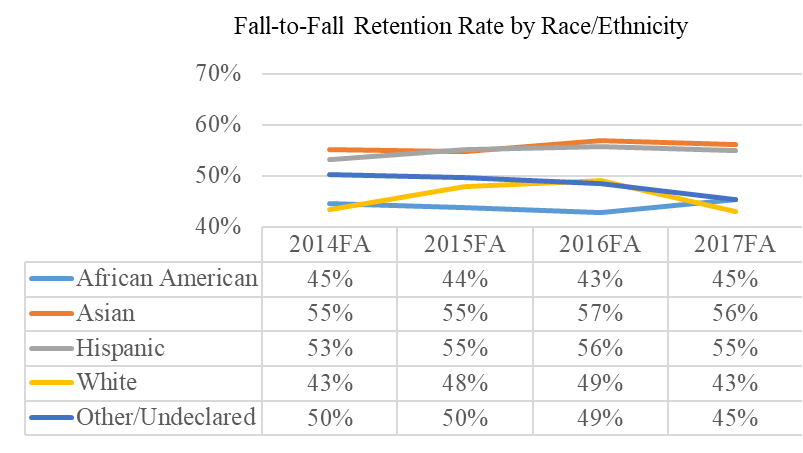 Fall-to-Fall Retention Rate by Race/Ethnicity
70%
60%
50%
40%
2014FA 2015FA 2016FA 2017FA
African American 45% 44% 43% 45%
Asian 55% 55% 57% 56%
Hispanic 53% 55% 56% 55%
White 43% 48% 49% 43%
Other/Undeclared 50% 50% 49% 45%